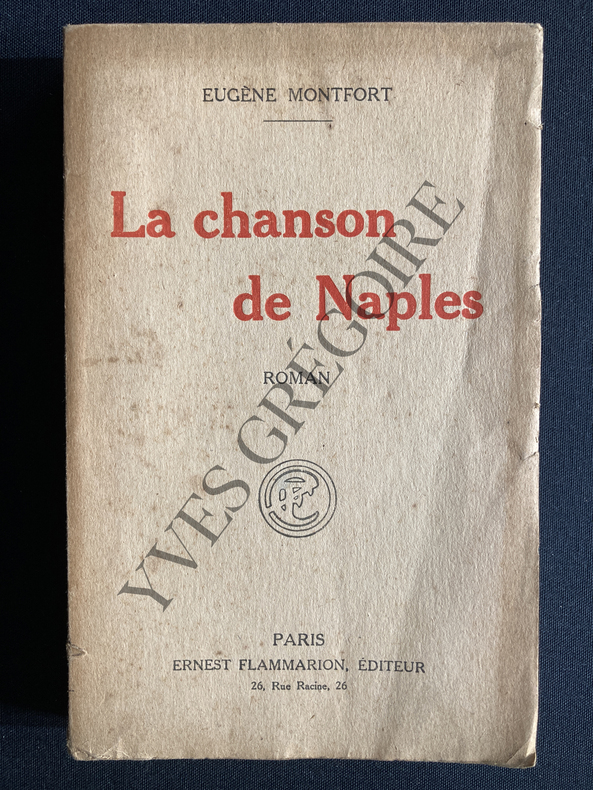 EUGÈNE MONTFORT
La chanson
de Naples
ROMAN
YVES GRÉGOIRE
PARIS
ERNEST FLAMMARION, ÉDITEUR
26, Rue Racine, 26